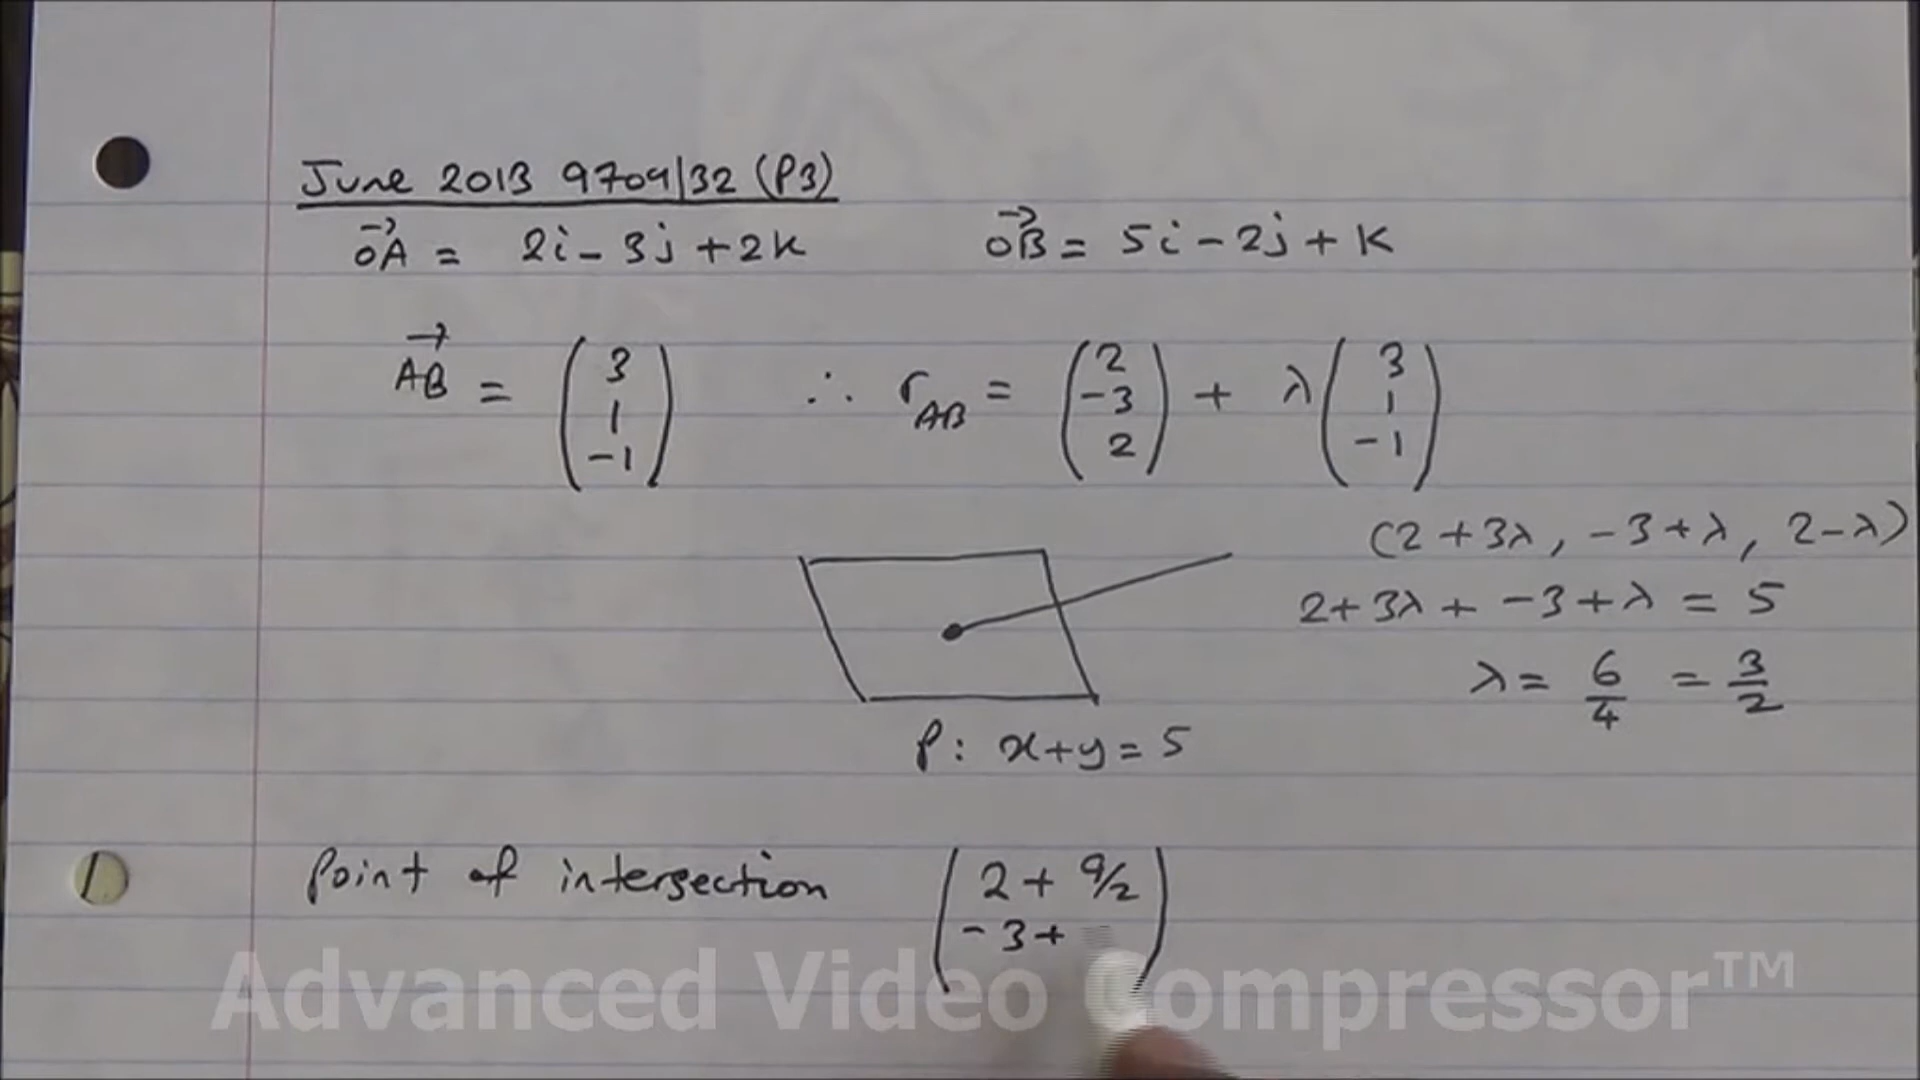 June 2013 9709/32 (P3)
OA = 2i - 3j + 2k OB = 5i - 2j + k
AB = (3 1 -1) ∴ r_AB = (2 -3 2) + λ(3 1 -1)
(2 + 3λ, -3 + λ, 2 - λ)
2 + 3λ + -3 + λ = 5
λ = 6/4 = 3/2
P: x + y = 5
Point of intersection (2 + 9/2
-3 +
Advanced Video Compressor™